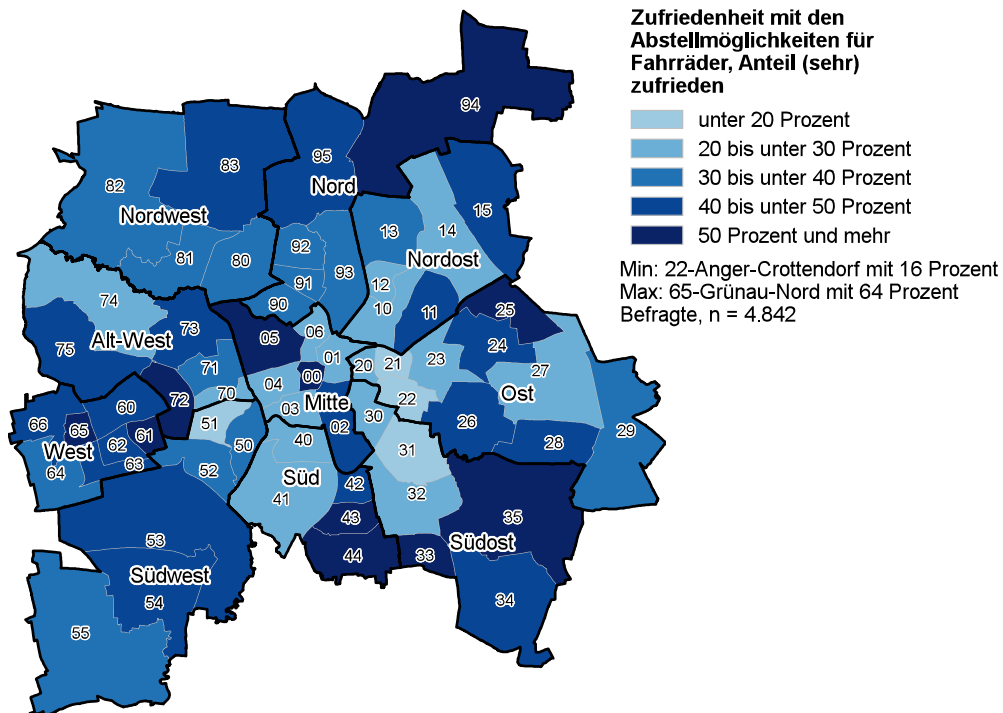 Zufriedenheit mit den
Abstellmöglichkeiten für
Fahrräder, Anteil (sehr)
zufrieden
unter 20 Prozent
20 bis unter 30 Prozent
30 bis unter 40 Prozent
40 bis unter 50 Prozent
50 Prozent und mehr
Min: 22-Anger-Crottendorf mit 16 Prozent
Max: 65-Grünau-Nord mit 64 Prozent
Befragte, n = 4.842
94
95
83
82
Nord
Nordwest
15
14
13
92
93
80
81
Nordost
91
12
90
10
11
74
25
73
06
05
24
Alt-West
75
01
20
21
23
27
71
00
04
70
22
Ost
72
60
03
Mitte
30
66
65
61
51
02
26
62
50
40
31
28
29
West
63
64
52
Süd
42
32
41
43
35
53
Südost
44
33
Südwest
54
34
55